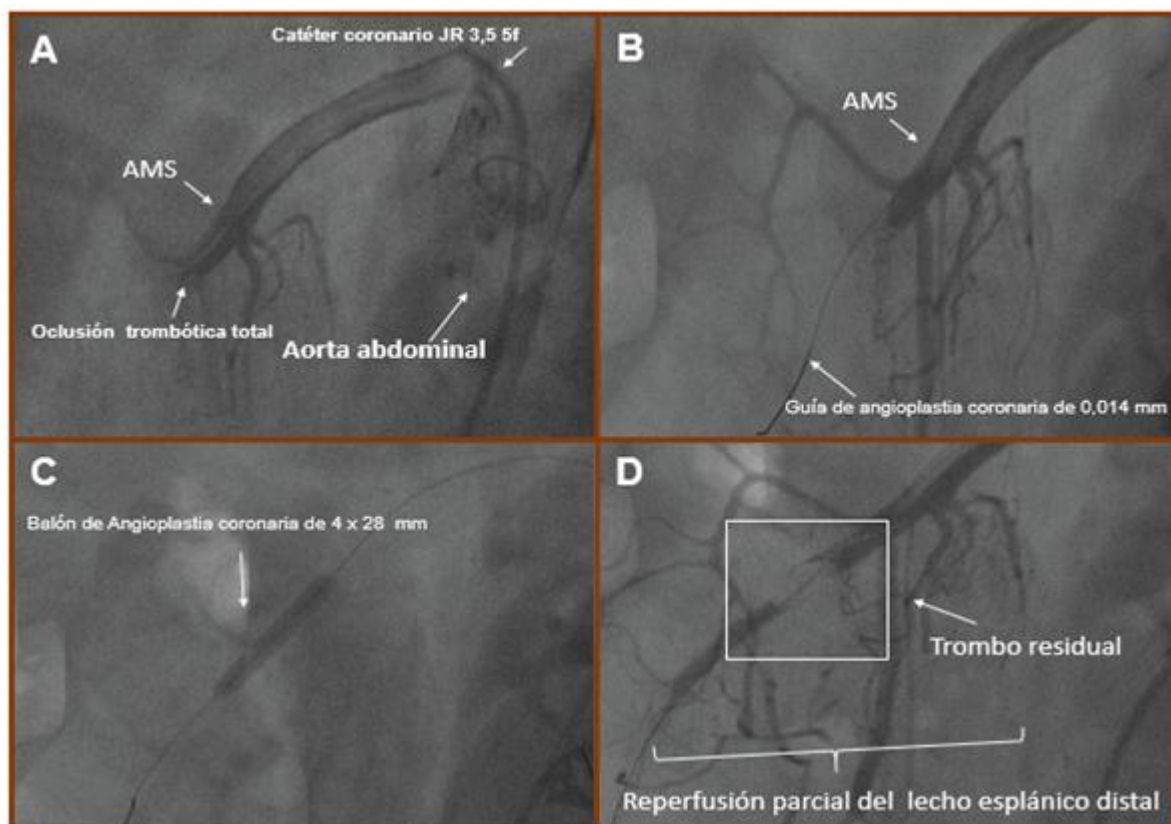 A
Catéter coronario JR 3,5 5f
AMS
Oclusión trombótica total
Aorta abdominal
B
AMS
Guía de angioplastia coronaria de 0,014 mm
C
Balón de Angioplastia coronaria de 4 x 28 mm
D
Trombo residual
Reperfusión parcial del lecho esplánico distal